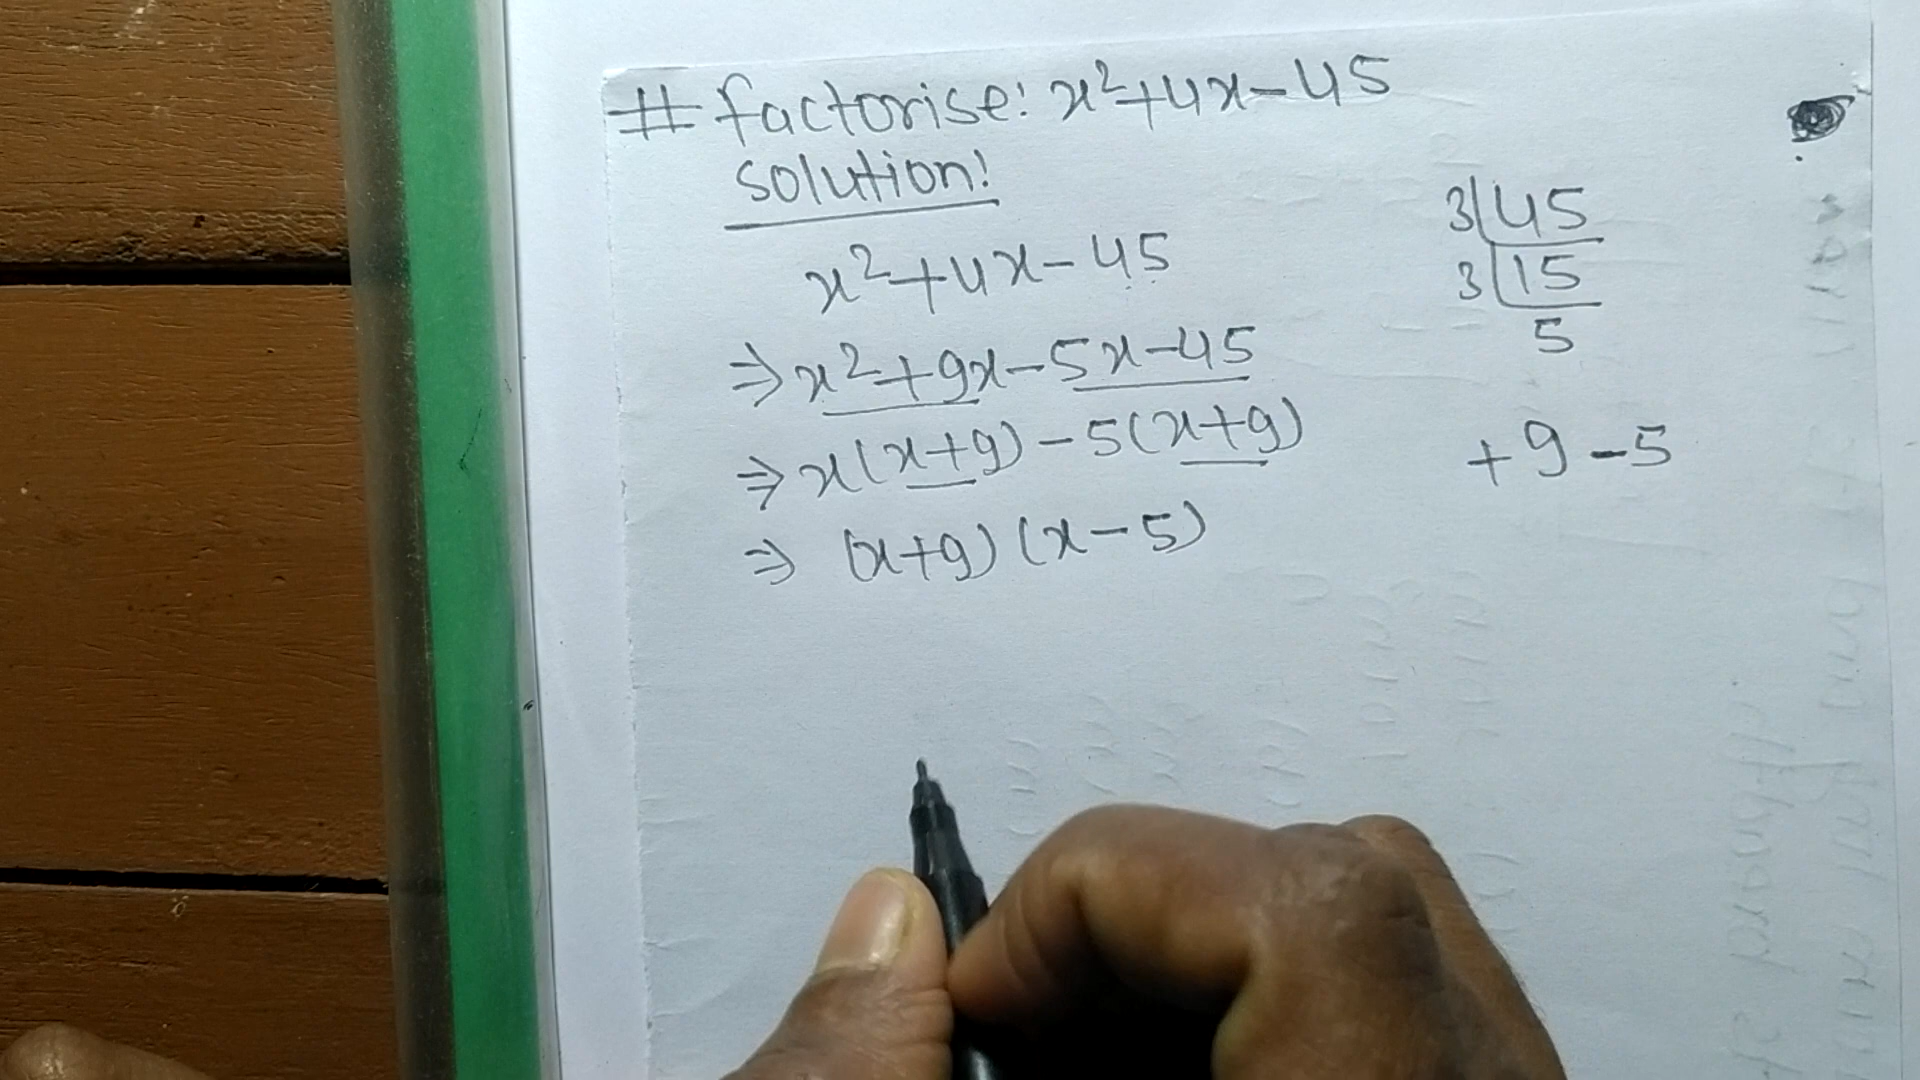 # factorise: x²+4x-45
solution!
x²+4x-45
⇒ x²+9x-5x-45
⇒ x(x+9)-5(x+9)
⇒ (x+9)(x-5)
3|45
3|15
5
+9-5